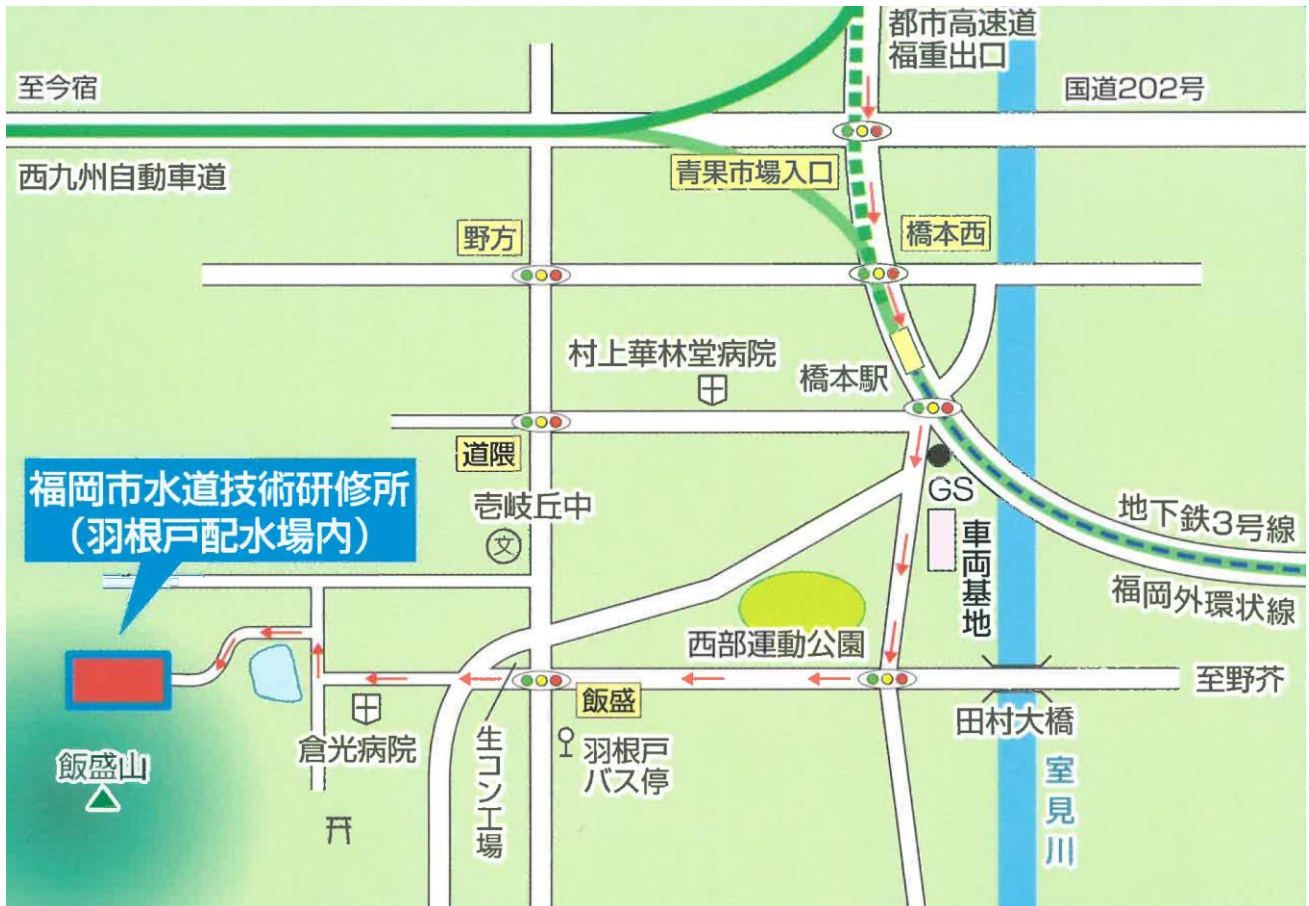 都市高速道
福重出口
至今宿
国道202号
西九州自動車道
青果市場入口
野方
橋本西
村上華林堂病院
橋本駅
道隈
福岡市水道技術研修所
（羽根戸配水場内）
壱岐丘中
文
GS
車両基地
地下鉄3号線
福岡外環状線
西部運動公園
至野芥
飯盛
田村大橋
倉光病院
生コン工場
羽根戸
バス停
飯盛山
室見川